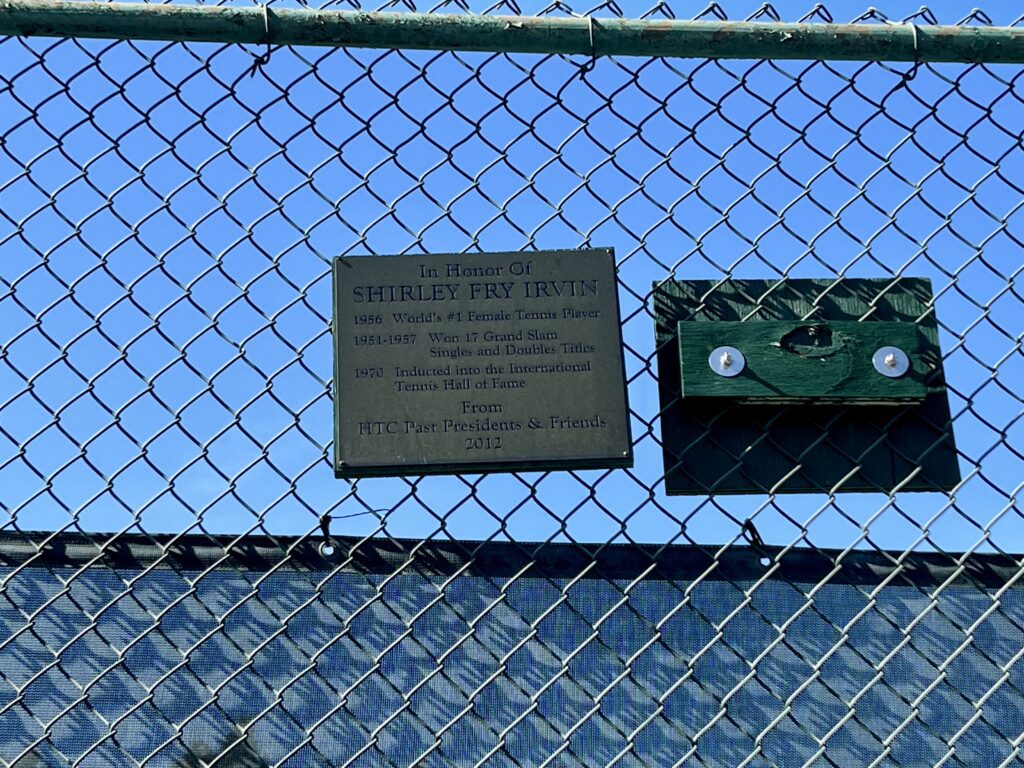 In Honor Of
SHIRLEY FRY IRVIN
1956 World's #1 Female Tennis Player
1951-1957 Won 17 Grand Slam
Singles and Doubles Titles
1970 Inducted into the International
Tennis Hall of Fame
From
HTC Past Presidents & Friends
2012